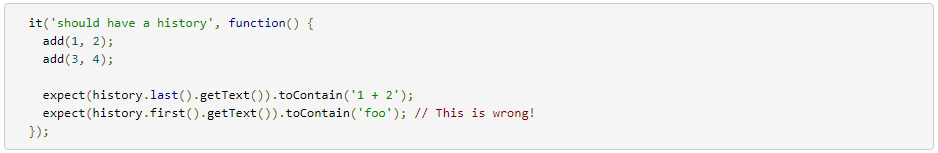 it('should have a history', function() {
  add(1, 2);
  add(3, 4);

  expect(history.last().getText()).toContain('1 + 2');
  expect(history.first().getText()).toContain('foo'); // This is wrong!
});